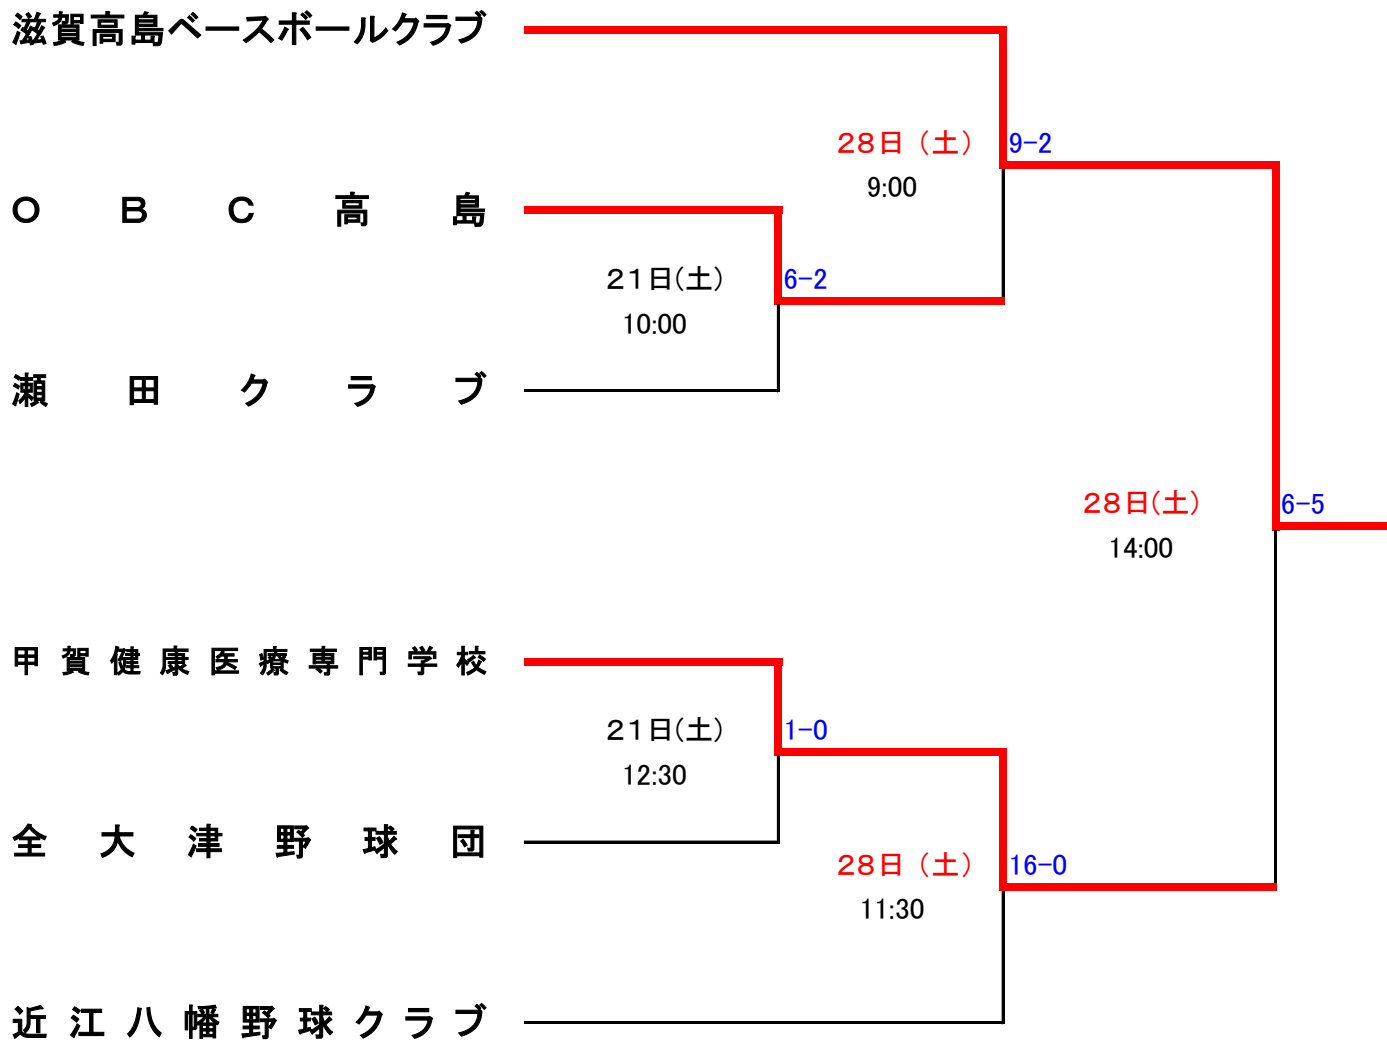 滋賀高島ベースボールクラブ
28日（土） 9-2
9:00
ＯＢＣ高島
21日(土) 6-2
10:00
瀬田クラブ
28日(土) 6-5
14:00
甲賀健康医療専門学校
21日(土) 1-0
12:30
全大津野球団
28日（土） 16-0
11:30
近江八幡野球クラブ